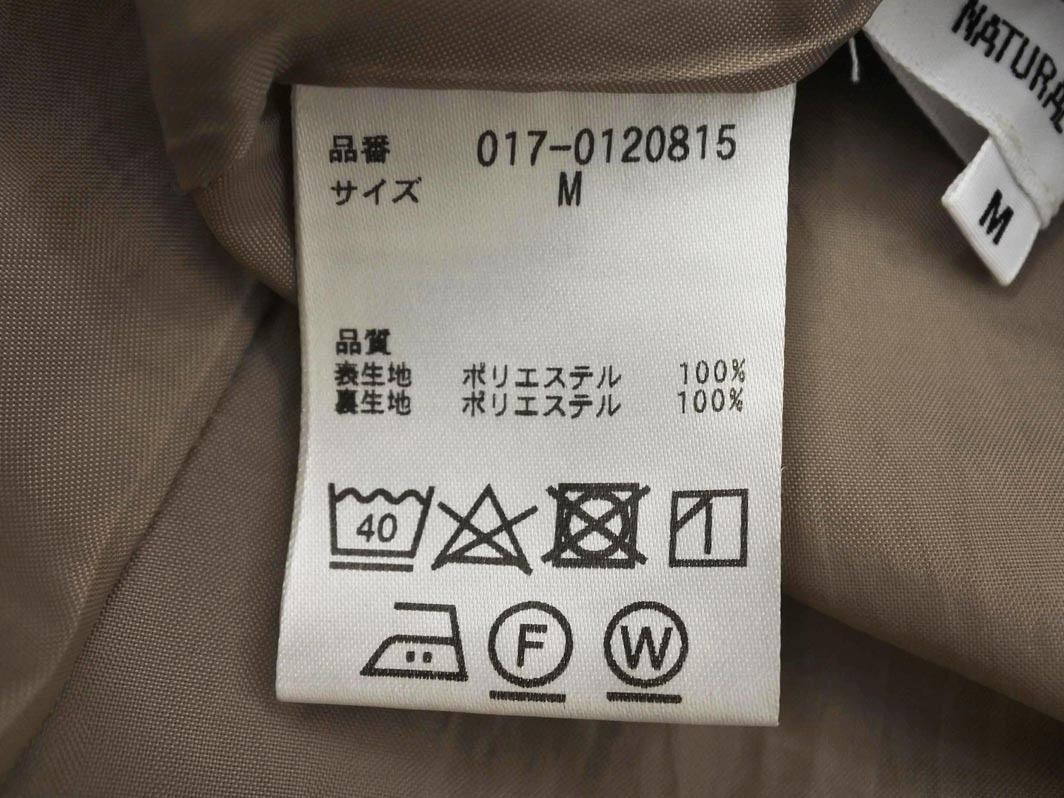 品番 017-0120815
サイズ M
品質
表生地 ポリエステル 100%
裏生地 ポリエステル 100%
40
F W
M